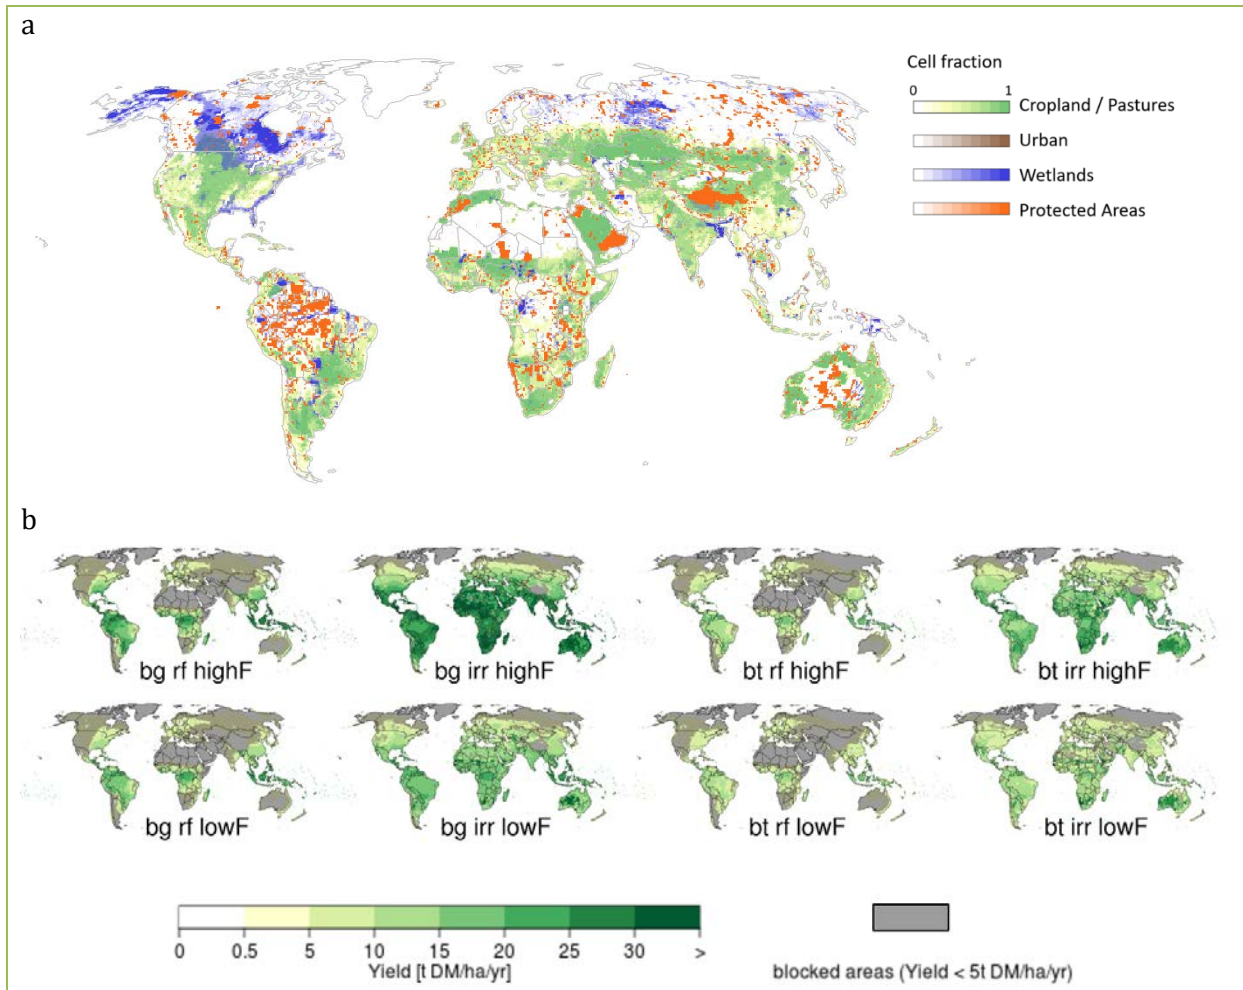 a
Cell fraction
0 1
Cropland / Pastures
Urban
Wetlands
Protected Areas
b
bg rf highF
bg irr highF
bt rf highF
bt irr highF
bg rf lowF
bg irr lowF
bt rf lowF
bt irr lowF
0 0.5 5 10 15 20 25 30 >
Yield [t DM/ha/yr]
blocked areas (Yield < 5t DM/ha/yr)